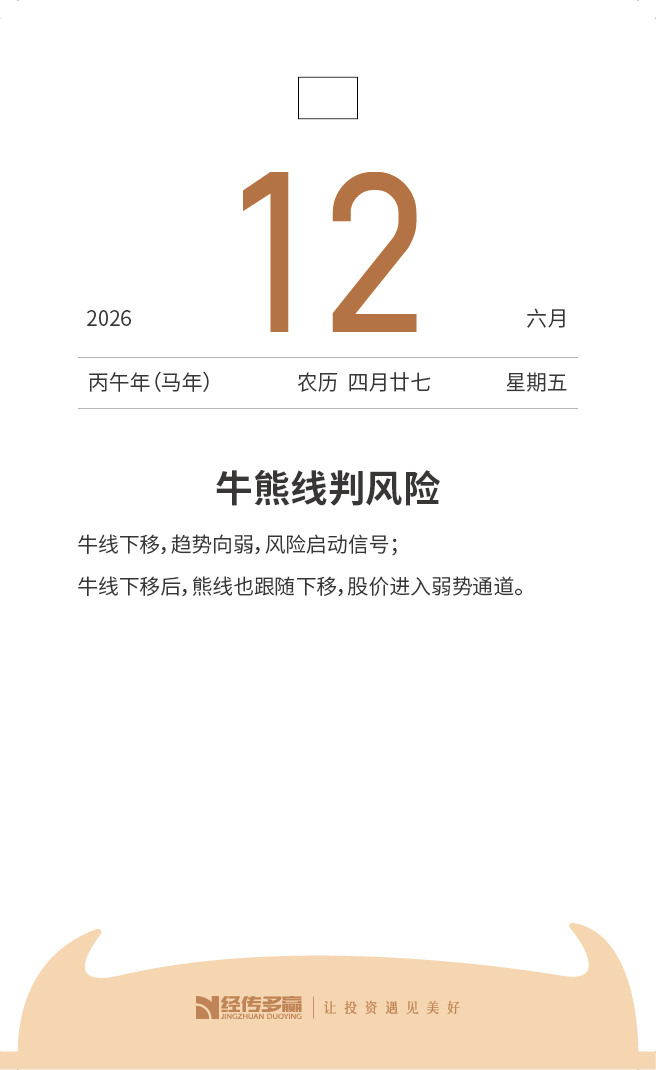 12
2026
六月
丙午年(马年)
农历 四月廿七
星期五
牛熊线判风险
牛线下移,趋势向弱,风险启动信号;
牛线下移后,熊线也跟随下移,股价进入弱势通道。
经传多赢
JINGZHUAN DUOYING
让投资遇见美好